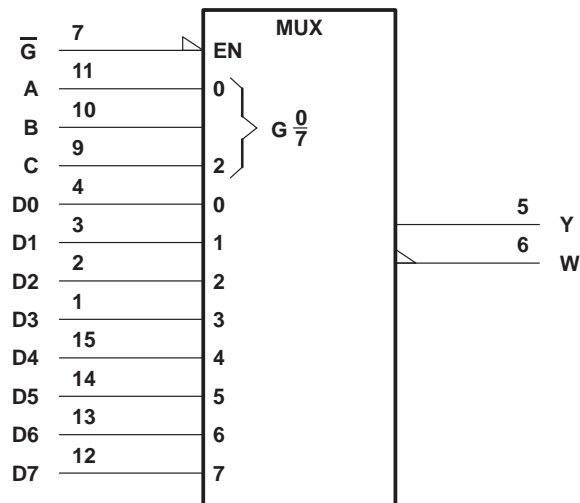 MUX
G̅ 7 EN
A 11 0
B 10
G 0/7
C 9 2
D0 4 0
D1 3 1
5 Y
D2 2 2
6 W
D3 1 3
D4 15 4
D5 14 5
D6 13 6
D7 12 7